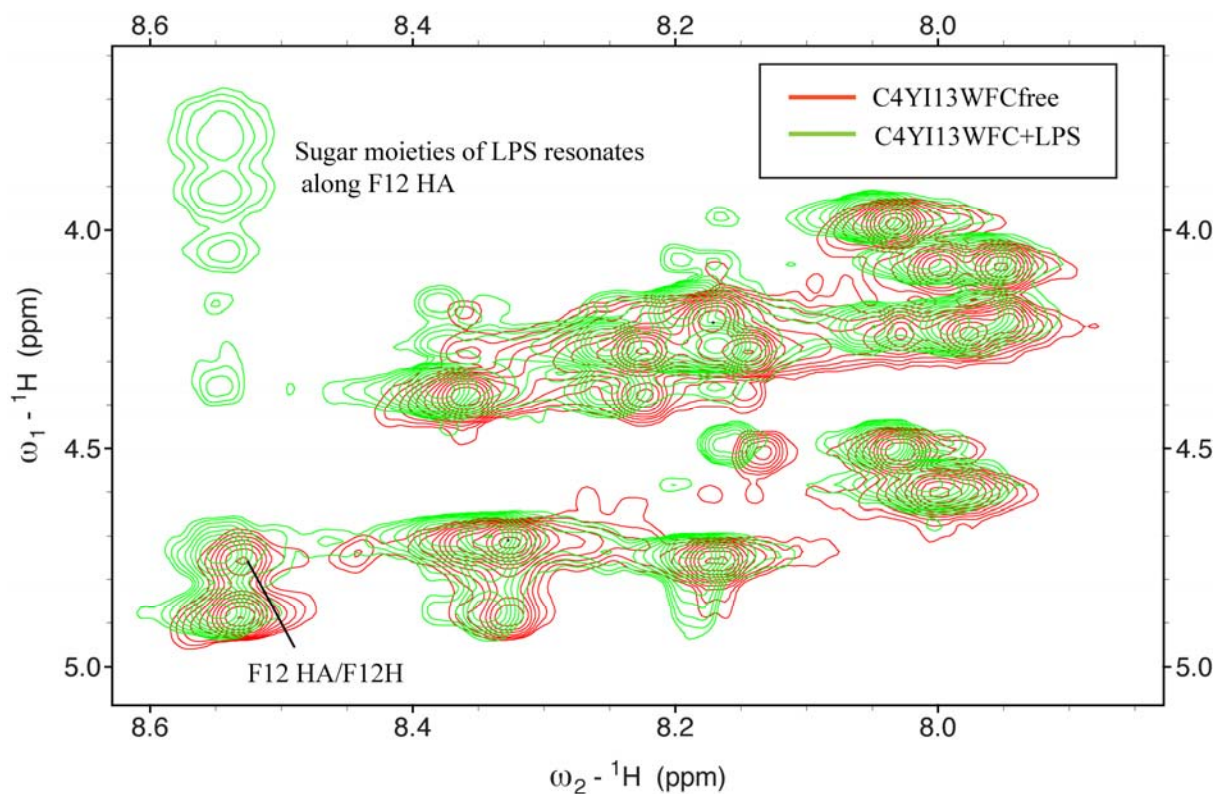 8.6 8.4 8.2 8.0
C4YI13WFCfree
C4YI13WFC+LPS
Sugar moieties of LPS resonates
along F12 HA
4.0 4.0
4.5 4.5
5.0 5.0
F12 HA/F12H
ω1 - 1H (ppm)
8.6 8.4 8.2 8.0
ω2 - 1H (ppm)